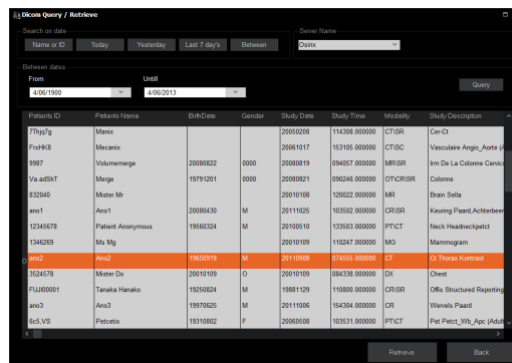 Dicom Query / Retrieve
Search on date
Server Name
Name or ID Today Yesterday Last 7 day's Between
Osirix
Between dates
From Untill
4/06/1900 4/06/2013
Query
Patients ID Patients Name BirthDate Gender Study Date Study Time Modality Study Description
7Thjq7g Manix 20050208 114308.000000 CT\SR Cer-Ct
FrxHK8 Mecanix 20061017 153105.000000 CT\SC Vasculaire Angio_Aorte
9987 Volumemerge 20080822 0000 20080819 094057.000000 MR\SR Irm De La Colonne
Va.adSkT Merge 19791201 0000 20080821 090246.000000 OT\CR\SR Colonne
832040 Mister Mr 20010108 120022.000000 MR Brain Sella
ano1 Ano1 20080430 M 20111025 103502.000000 CR\SR Keuring Paard,
12345678 Patient Anonymous 19560324 M 20100510 133503.000000 PT\CT Neck
1346269 Ms Mg 20010109 110247.000000 MG Mammogram
ano2 Ano2 19650919 M 20110908 074555.000000 CT Ct Thorax Kontrast
3524578 Mister Dx 20010109 O 20010109 084338.000000 DX Chest
FUJI00001 Tanaka Hanako 19250824 M 19881129 110800.000000 CR\SR Offis Structured Reporting
ano3 Ano3 19970625 M 20111006 154304.000000 CR Wervels Paard
6c5,VS Petcetix 19310802 F 20060508 103531.000000 PT\CT Pet Petct_Wb_Apc (Adult
Retrieve Back